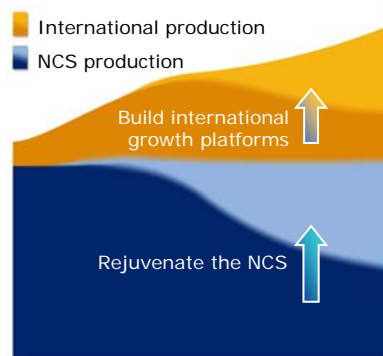 International production
NCS production
Build international
growth platforms
Rejuvenate the NCS